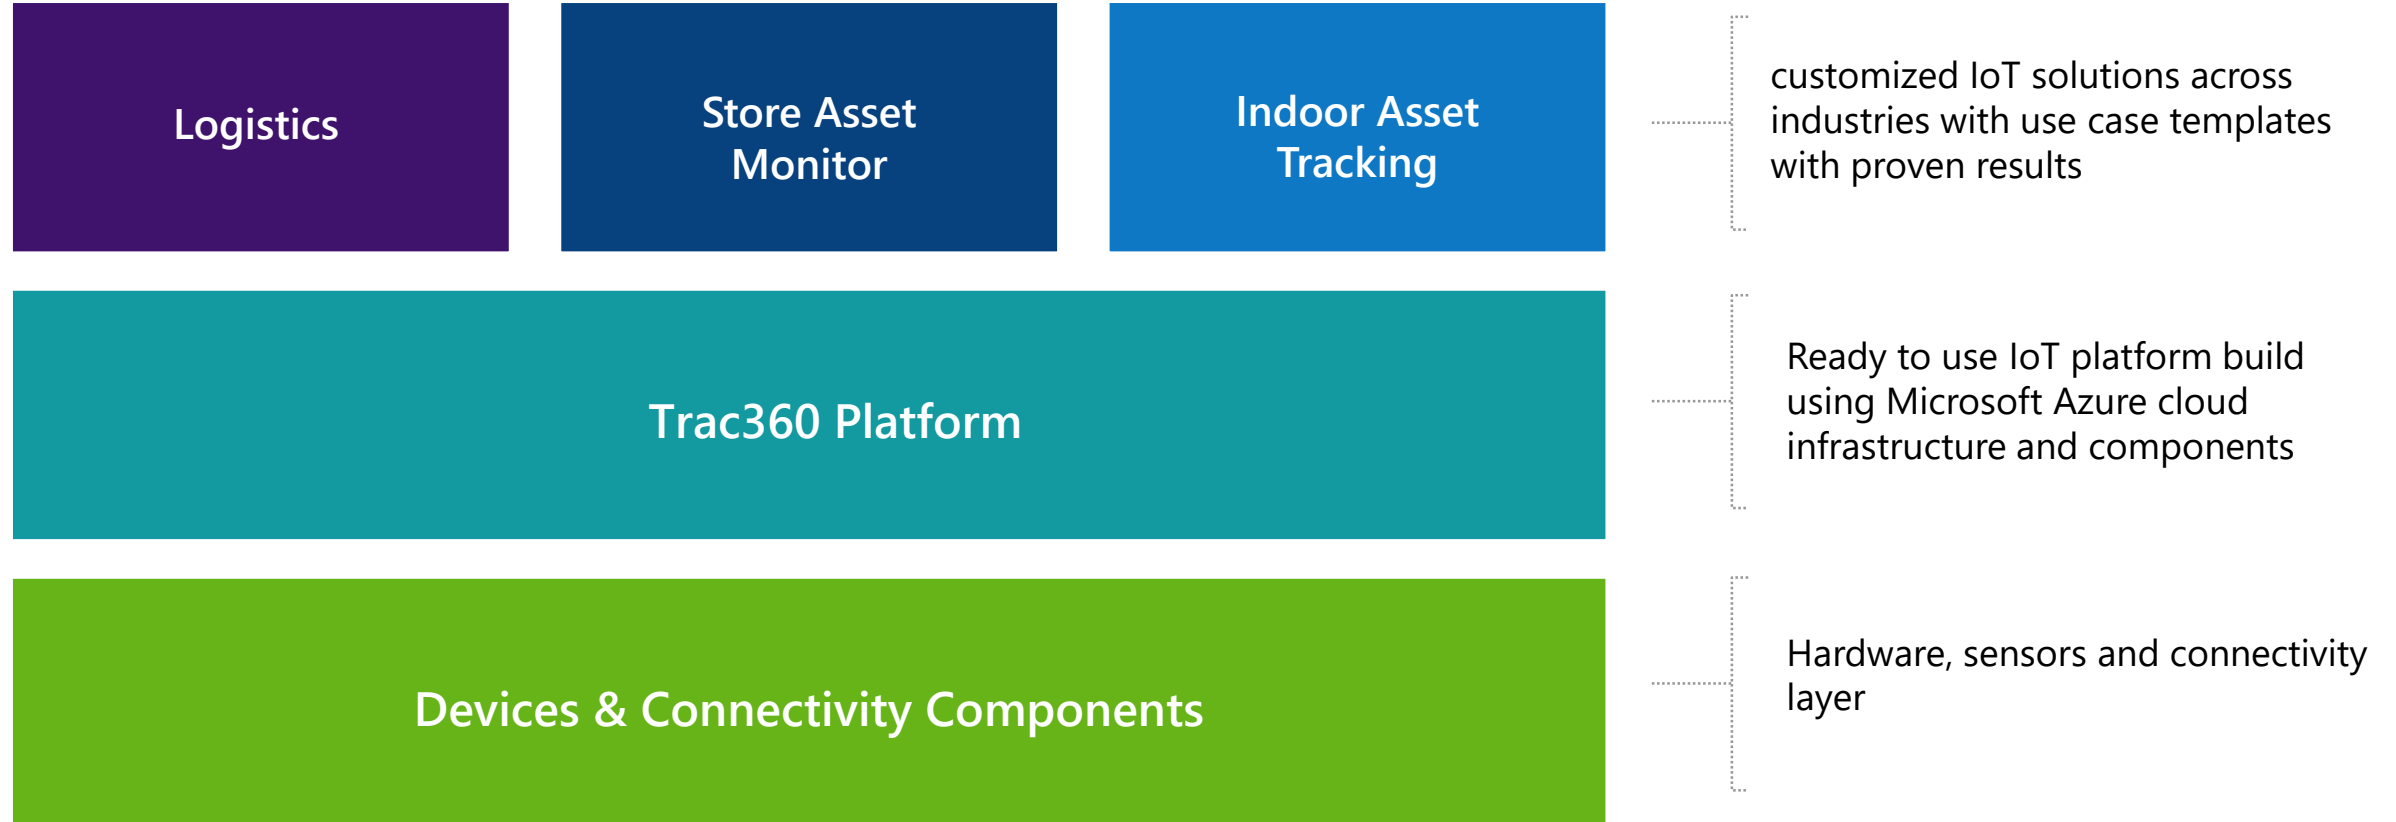 Logistics
Store Asset
Monitor
Indoor Asset
Tracking
customized IoT solutions across
industries with use case templates
with proven results
Trac360 Platform
Ready to use IoT platform build
using Microsoft Azure cloud
infrastructure and components
Devices & Connectivity Components
Hardware, sensors and connectivity
layer